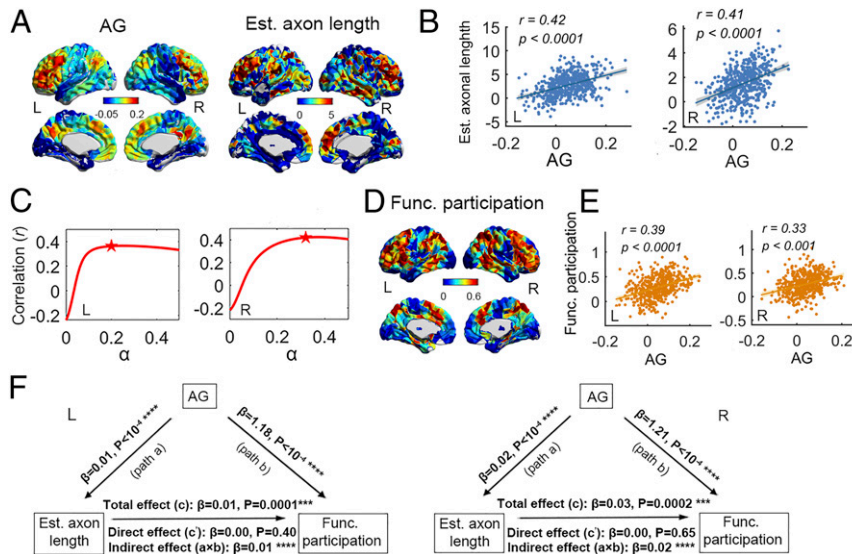 A
AG
Est. axon length
L
R
-0.05 0.2
0 5
B
r = 0.42
p < 0.0001
Est. axonal lenghth
15
10
5
0
L
-0.2 0 0.2
AG
r = 0.41
p < 0.0001
6
4
2
0
-2
R
-0.2 0 0.2
AG
C
Correlation (r)
0.4
0.2
0
-0.2
L
0 0.2 0.4
α
0.4
0.2
0
-0.2
R
0 0.2 0.4
α
D Func. participation
L
R
0 0.6
E
Func. participation
r = 0.39
p < 0.0001
1
0.5
0
L
-0.2 0 0.2
AG
r = 0.33
p < 0.001
1
0.5
0
-0.5
R
-0.2 0 0.2
AG
F
L
AG
β=0.01, P<10⁻⁴ ****
(path a)
β=1.18, P<10⁻⁴ ****
(path b)
Total effect (c): β=0.01, P=0.0001***
Est. axon
length
Func.
participation
Direct effect (c'): β=0.00, P=0.40
Indirect effect (a×b): β=0.01 ****
R
AG
β=0.02, P<10⁻⁴ ****
(path a)
β=1.21, P<10⁻⁴ ****
(path b)
Total effect (c): β=0.03, P=0.0002 ***
Est. axon
length
Func.
participation
Direct effect (c'): β=0.00, P=0.65
Indirect effect (a×b): β=0.02 ****